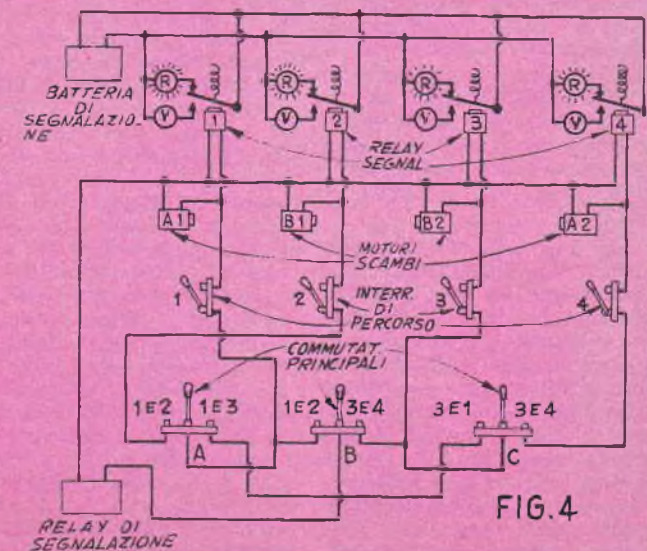 R R R R
V V V V
1 2 3 4
BATTERIA
DI
SEGNALAZIO-
NE
RELAY
SEGNAL
A1 B1 B2 A2
MOTORI
SCAMBI
1 2 3 4
INTERR.
DI
PERCORSO
COMMUTAT.
PRINCIPALI
1E2 1E3 1E2 3E4 3E1 3E4
A B C
RELAY DI
SEGNALAZIONE
FIG.4